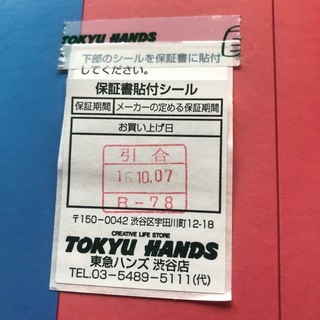 TOKYU HANDS
下部のシールを保証書に貼付
してください。
保証書貼付シール
保証期間 メーカーの定める保証期間
お買い上げ日
引合
16.10.07
R-78
〒150-0042 渋谷区宇田川町12-18
CREATIVE LIFE STORE
TOKYU HANDS
東急ハンズ 渋谷店
TEL.03-5489-5111(代)